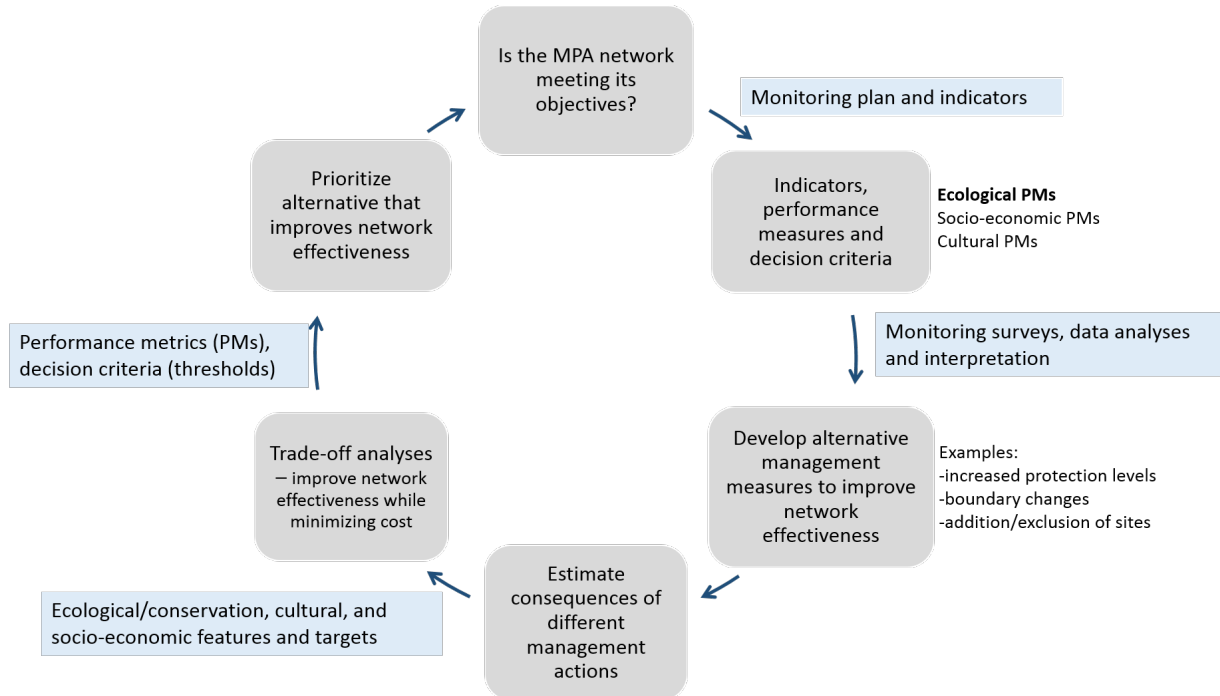 Is the MPA network
meeting its
objectives?
Monitoring plan and indicators
Indicators,
performance
measures and
decision criteria
Ecological PMs
Socio-economic PMs
Cultural PMs
Monitoring surveys, data analyses
and interpretation
Develop alternative
management
measures to improve
network
effectiveness
Examples:
-increased protection levels
-boundary changes
-addition/exclusion of sites
Estimate
consequences of
different
management
actions
Ecological/conservation, cultural, and
socio-economic features and targets
Trade-off analyses
– improve network
effectiveness while
minimizing cost
Performance metrics (PMs),
decision criteria (thresholds)
Prioritize
alternative that
improves network
effectiveness